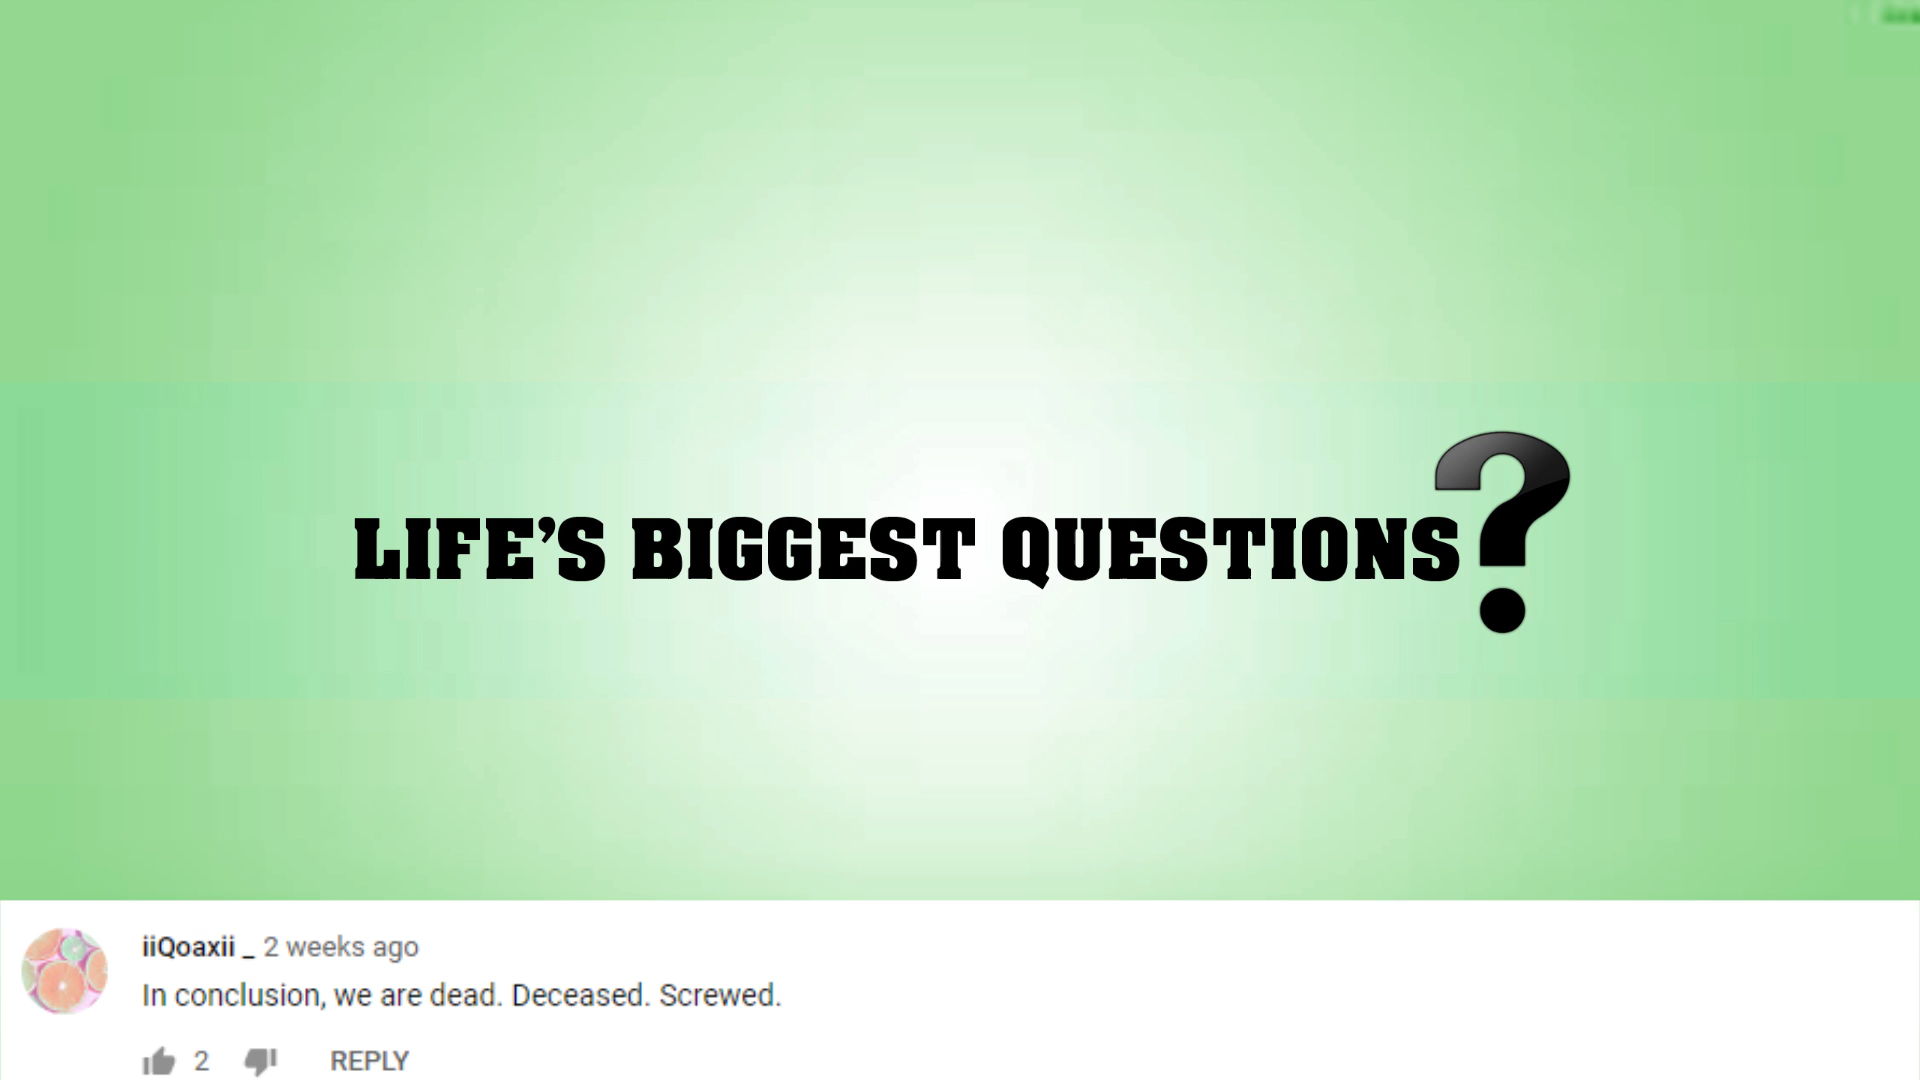 LIFE'S BIGGEST QUESTIONS?
iiQoaxii _ 2 weeks ago
In conclusion, we are dead. Deceased. Screwed.
2 REPLY